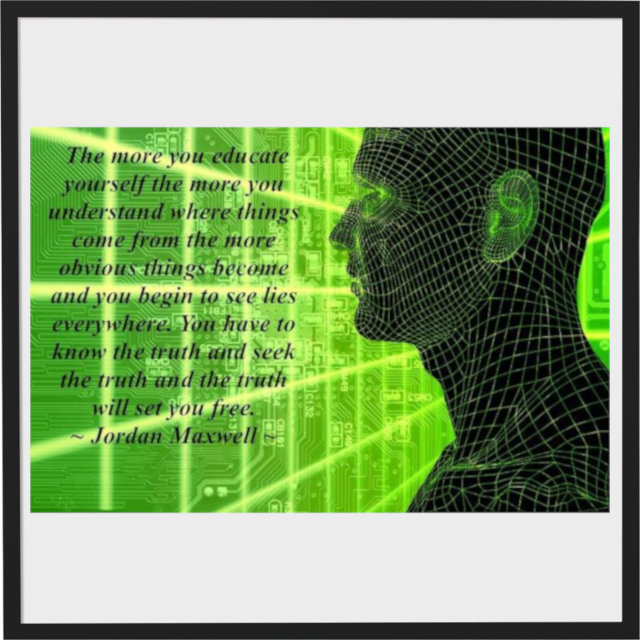 The more you educate
yourself the more you
understand where things
come from the more
obvious things become
and you begin to see lies
everywhere. You have to
know the truth and seek
the truth and the truth
will set you free.
~ Jordan Maxwell ~